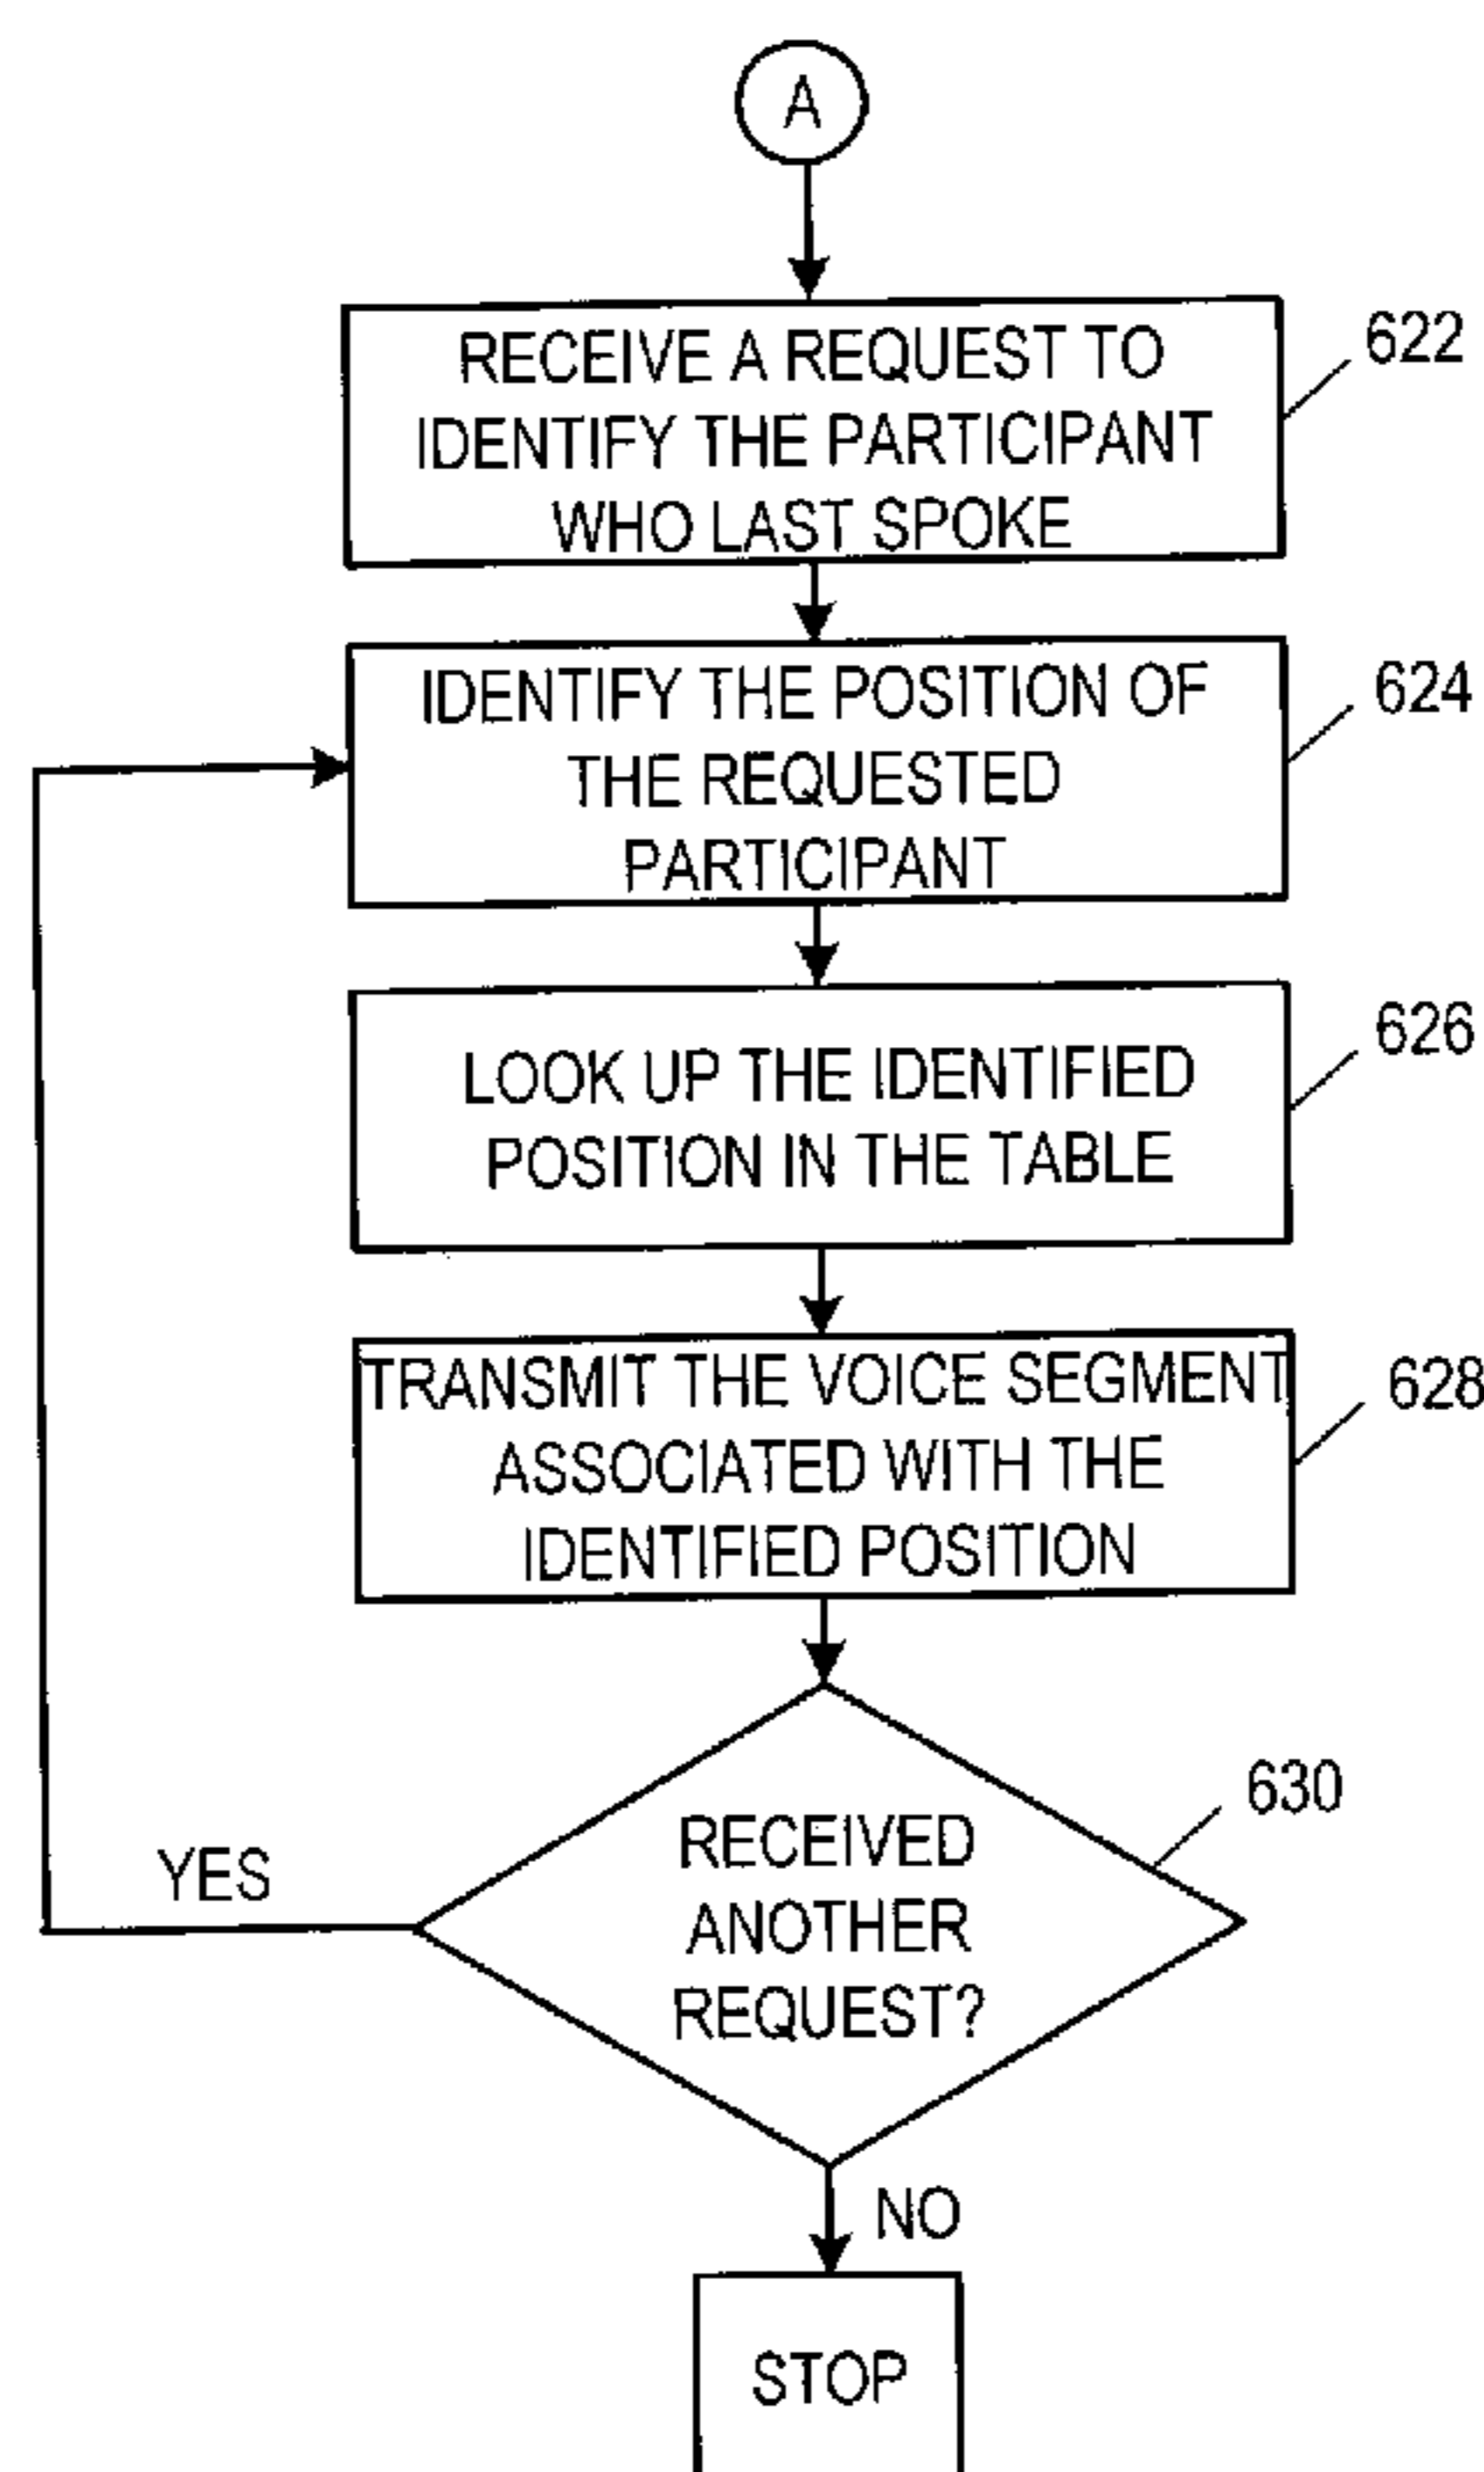 A
RECEIVE A REQUEST TO
IDENTIFY THE PARTICIPANT
WHO LAST SPOKE
622
IDENTIFY THE POSITION OF
THE REQUESTED
PARTICIPANT
624
LOOK UP THE IDENTIFIED
POSITION IN THE TABLE
626
TRANSMIT THE VOICE SEGMENT
ASSOCIATED WITH THE
IDENTIFIED POSITION
628
RECEIVED
ANOTHER
REQUEST?
630
YES
NO
STOP